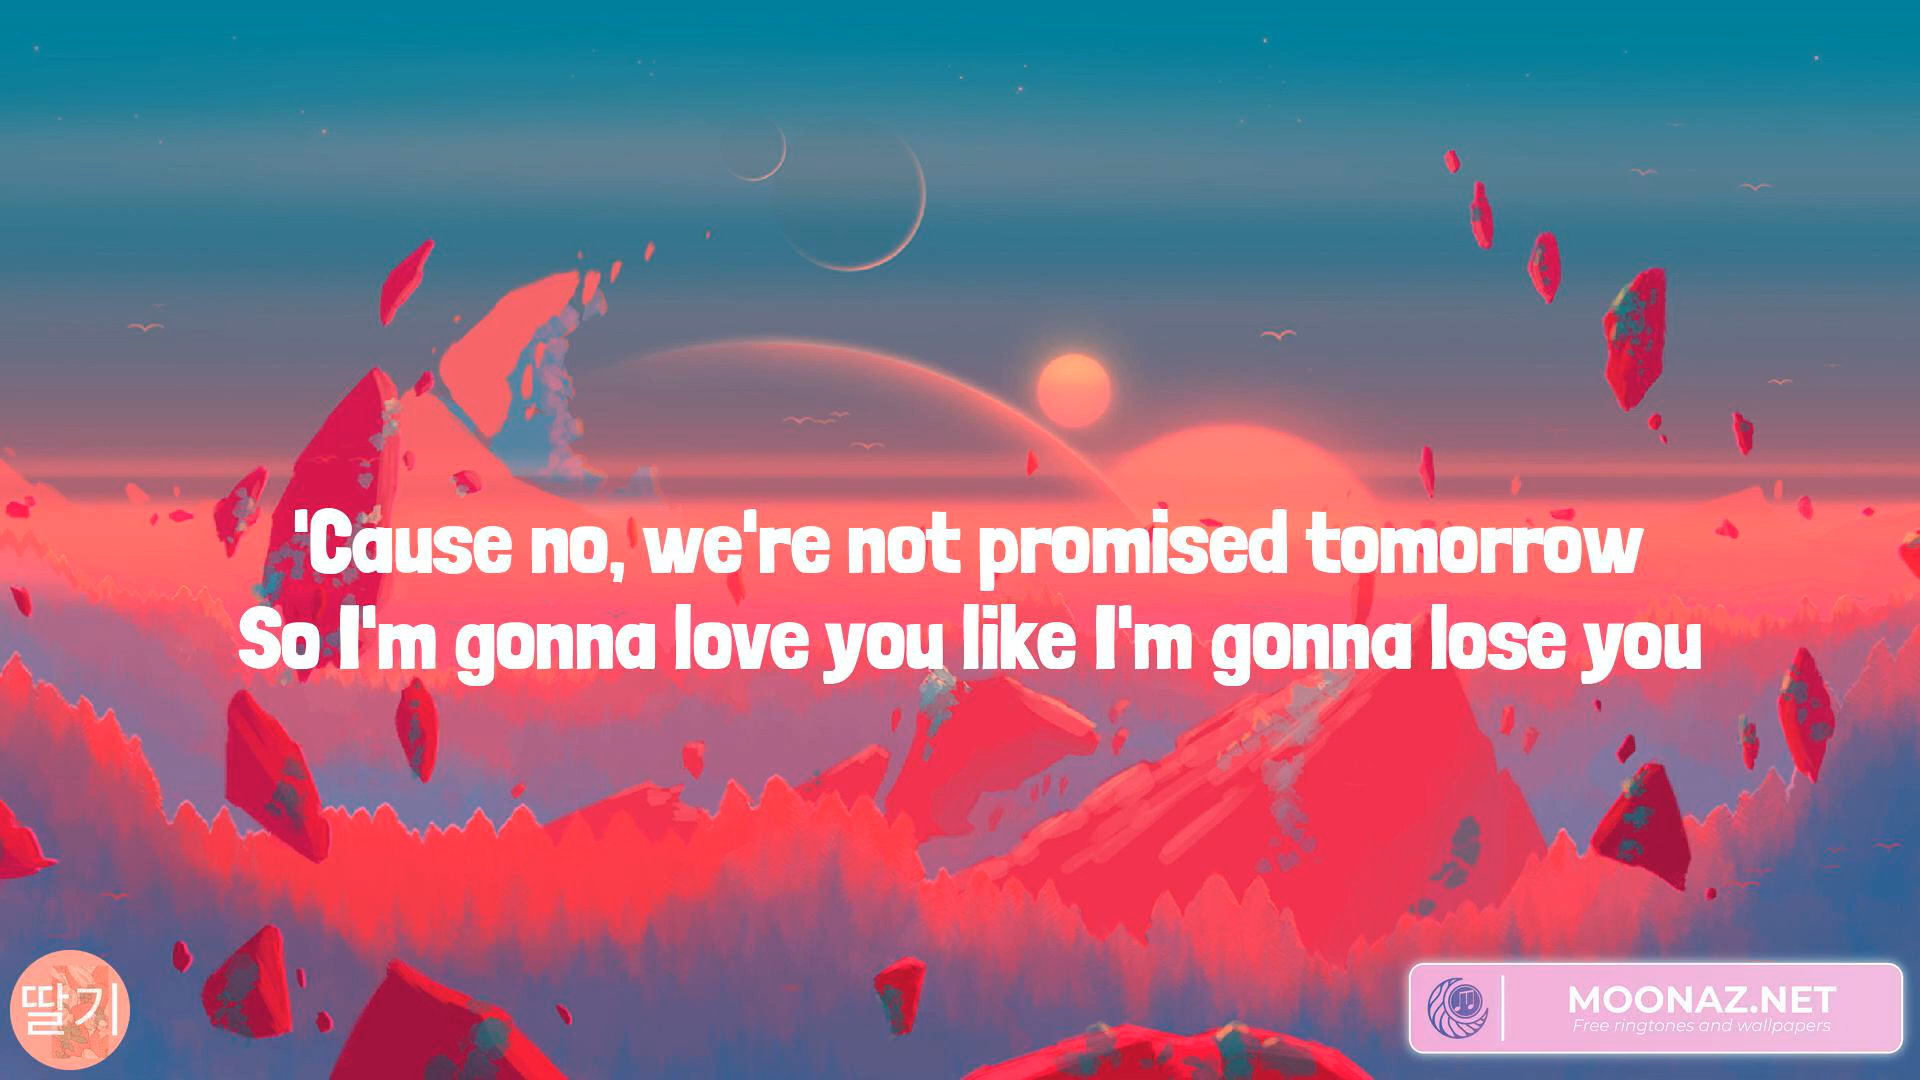 'Cause no, we're not promised tomorrow
So I'm gonna love you like I'm gonna lose you
딸기
MOONAZ.NET
Free ringtones and wallpapers